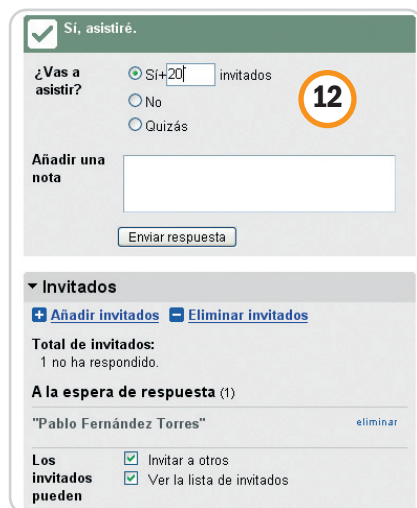 Sí, asistiré.
¿Vas a asistir?
Sí+ 20 invitados
No
Quizás
12
Añadir una nota
Enviar respuesta
Invitados
Añadir invitados Eliminar invitados
Total de invitados:
1 no ha respondido.
A la espera de respuesta (1)
"Pablo Fernández Torres" eliminar
Los invitados pueden
Invitar a otros
Ver la lista de invitados